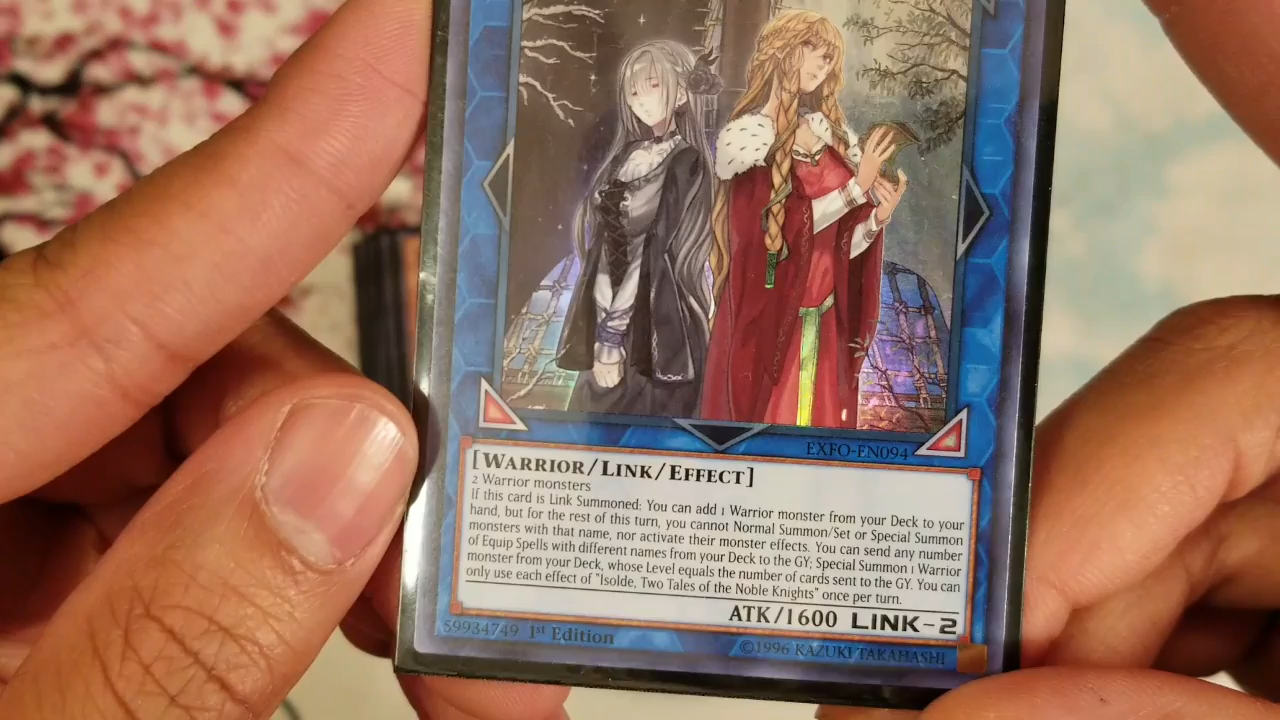 EXFO-EN094
[WARRIOR/LINK/EFFECT]
2 Warrior monsters
If this card is Link Summoned: You can add 1 Warrior monster from your Deck to your
hand, but for the rest of this turn, you cannot Normal Summon/Set or Special Summon
monsters with that name, nor activate their monster effects. You can send any number
of Equip Spells with different names from your Deck to the GY; Special Summon 1 Warrior
monster from your Deck, whose Level equals the number of cards sent to the GY. You can
only use each effect of "Isolde, Two Tales of the Noble Knights" once per turn.
ATK/1600 LINK-2
59934749 1st Edition
©1996 KAZUKI TAKAHASHI